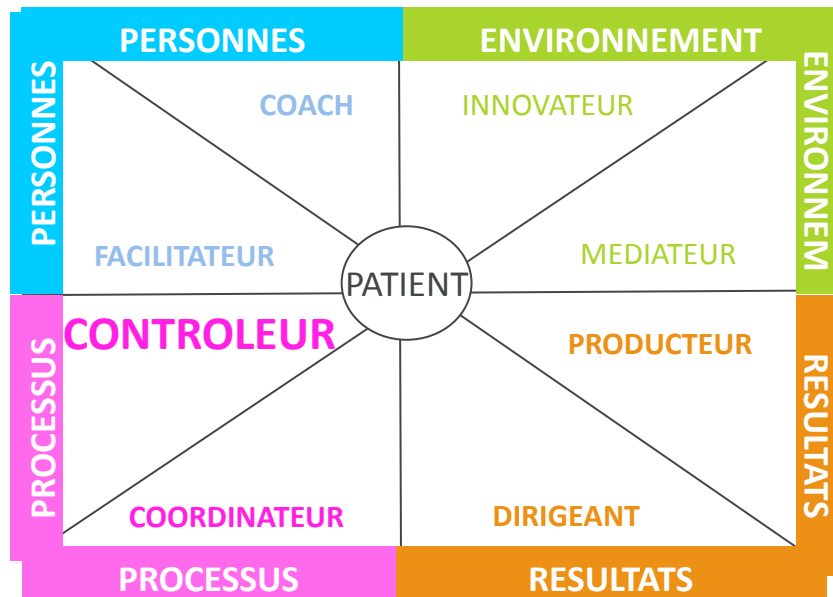 PERSONNES
ENVIRONNEMENT
PERSONNES
ENVIRONNEM
COACH
INNOVATEUR
FACILITATEUR
MEDIATEUR
PATIENT
CONTROLEUR
PRODUCTEUR
PROCESSUS
RESULTATS
COORDINATEUR
DIRIGEANT
PROCESSUS
RESULTATS